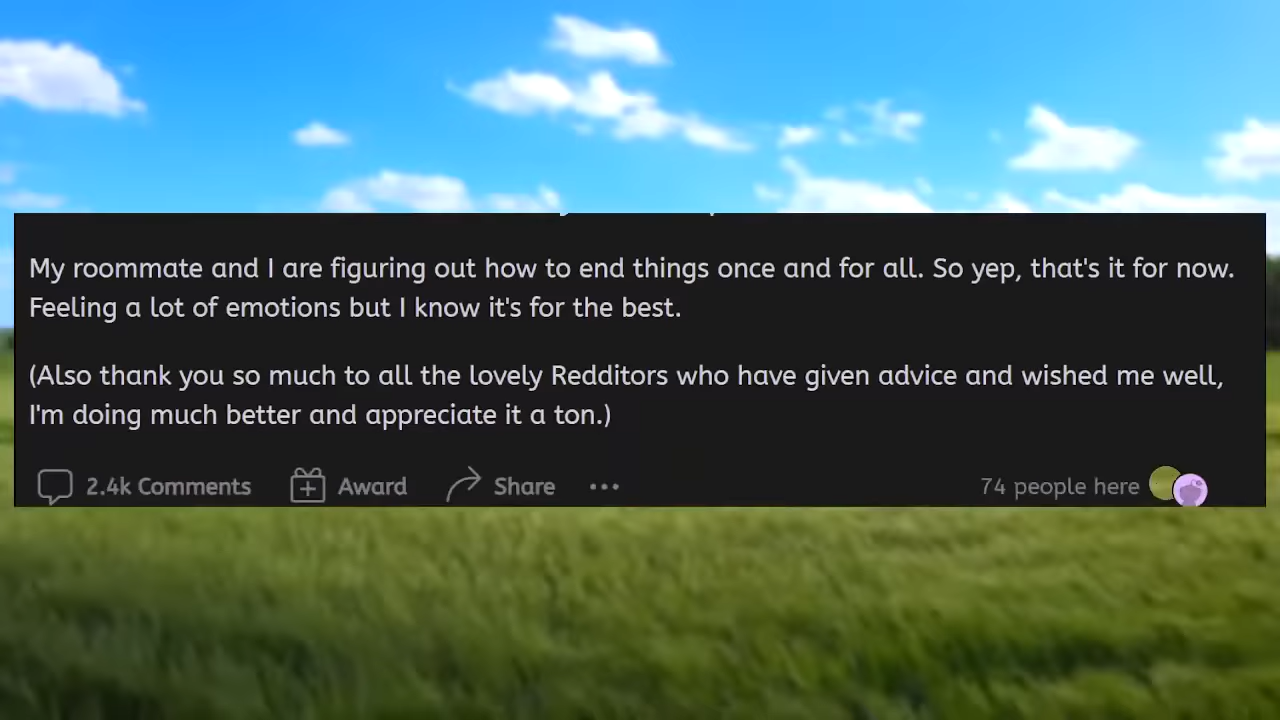 My roommate and I are figuring out how to end things once and for all. So yep, that's it for now.
Feeling a lot of emotions but I know it's for the best.
(Also thank you so much to all the lovely Redditors who have given advice and wished me well,
I'm doing much better and appreciate it a ton.)
2.4k Comments Award Share 74 people here